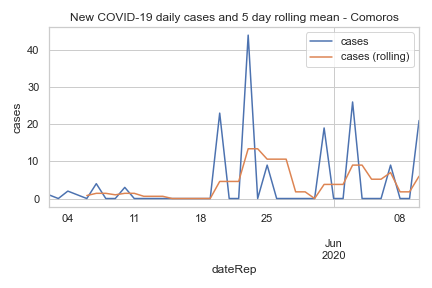 New COVID-19 daily cases and 5 day rolling mean - Comoros
cases
cases (rolling)
cases
40
30
20
10
0
04
11
18
25
08
Jun
2020
dateRep